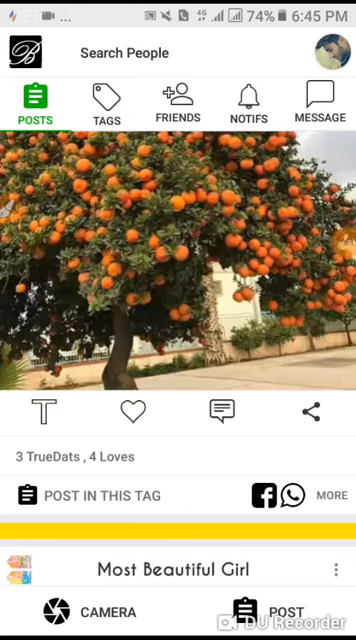 4G 74% 6:45 PM
B Search People
POSTS TAGS FRIENDS NOTIFS MESSAGE
T
3 TrueDats , 4 Loves
POST IN THIS TAG MORE
Most Beautiful Girl
CAMERA POST
DU Recorder